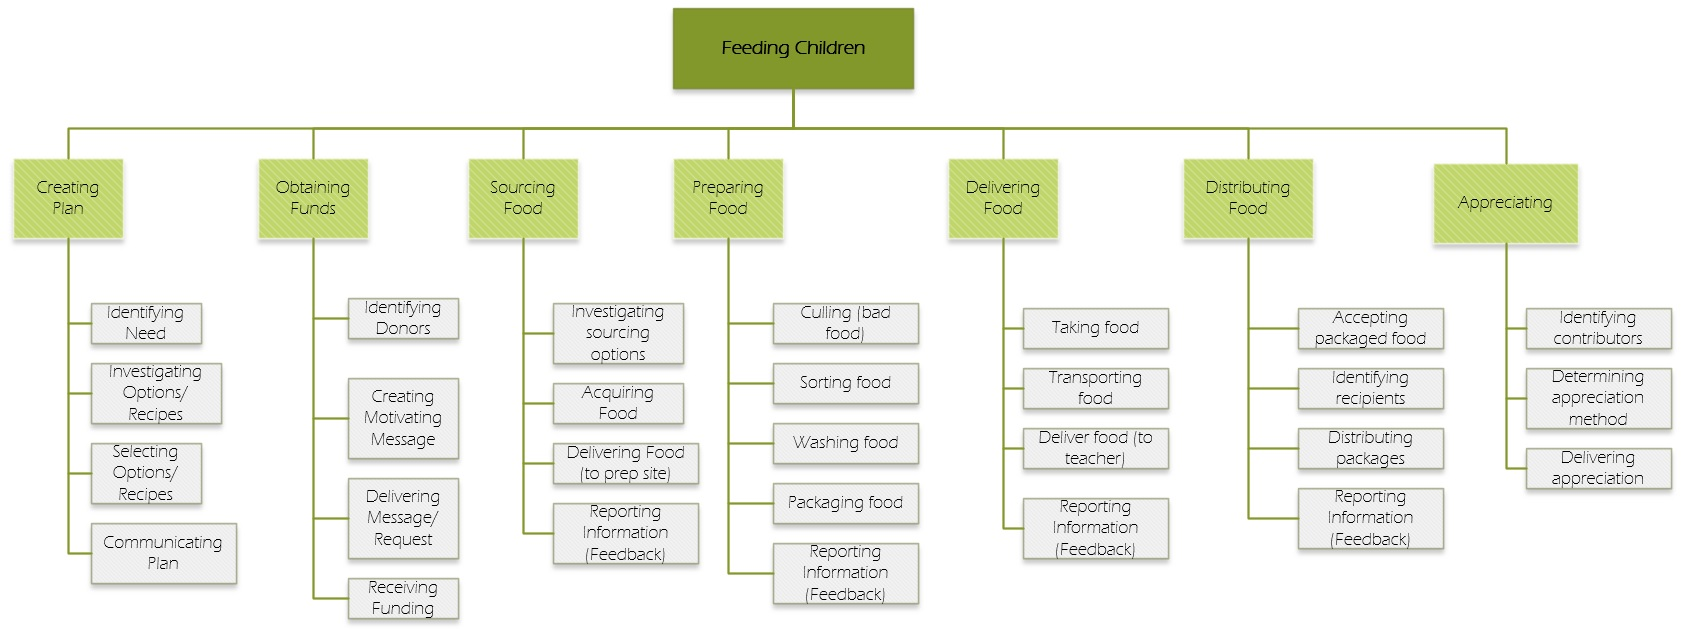 Feeding Children
Creating
Plan
Obtaining
Funds
Sourcing
Food
Preparing
Food
Delivering
Food
Distributing
Food
Appreciating
Identifying
Need
Investigating
Options/
Recipes
Selecting
Options/
Recipes
Communicating
Plan
Identifying
Donors
Creating
Motivating
Message
Delivering
Message/
Request
Receiving
Funding
Investigating
sourcing
options
Acquiring
Food
Delivering Food
(to prep site)
Reporting
Information
(Feedback)
Culling (bad
food)
Sorting food
Washing food
Packaging food
Reporting
Information
(Feedback)
Taking food
Transporting
food
Deliver food (to
teacher)
Reporting
Information
(Feedback)
Accepting
packaged food
Identifying
recipients
Distributing
packages
Reporting
Information
(Feedback)
Identifying
contributors
Determining
appreciation
method
Delivering
appreciation